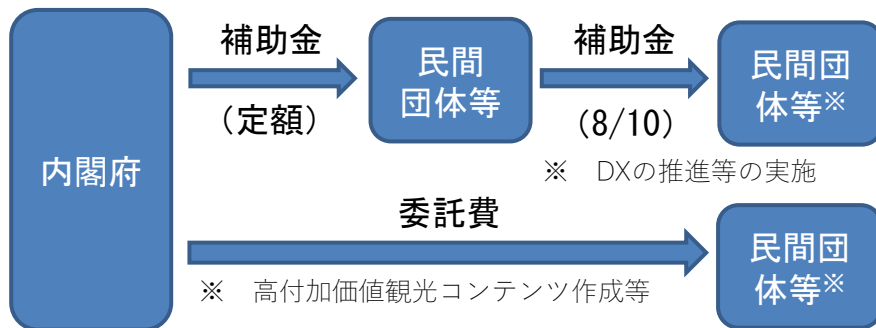 内閣府
補助金
(定額)
民間
団体等
補助金
(8/10)
民間団
体等※
※ DXの推進等の実施
委託費
※ 高付加価値観光コンテンツ作成等
民間団
体等※